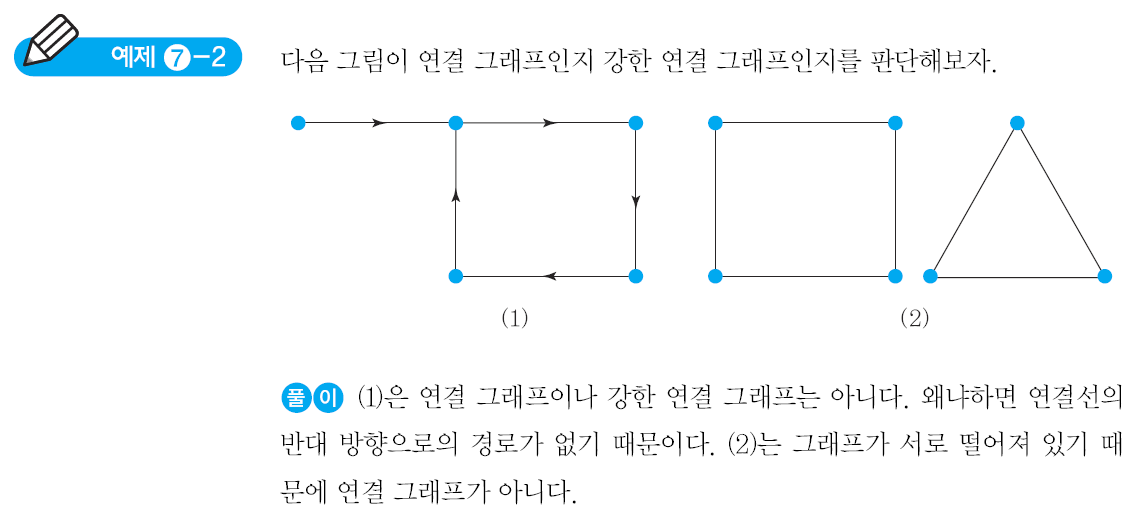 예제 7-2
다음 그림이 연결 그래프인지 강한 연결 그래프인지를 판단해보자.
(1)
(2)
풀이 (1)은 연결 그래프이나 강한 연결 그래프는 아니다. 왜냐하면 연결선의
반대 방향으로의 경로가 없기 때문이다. (2)는 그래프가 서로 떨어져 있기 때
문에 연결 그래프가 아니다.